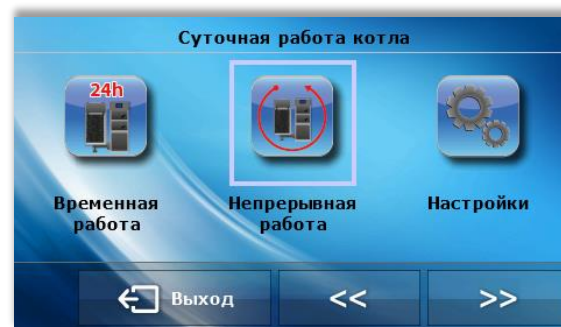 Суточная работа котла
24h
Временная
работа
Непрерывная
работа
Настройки
Выход
<<
>>